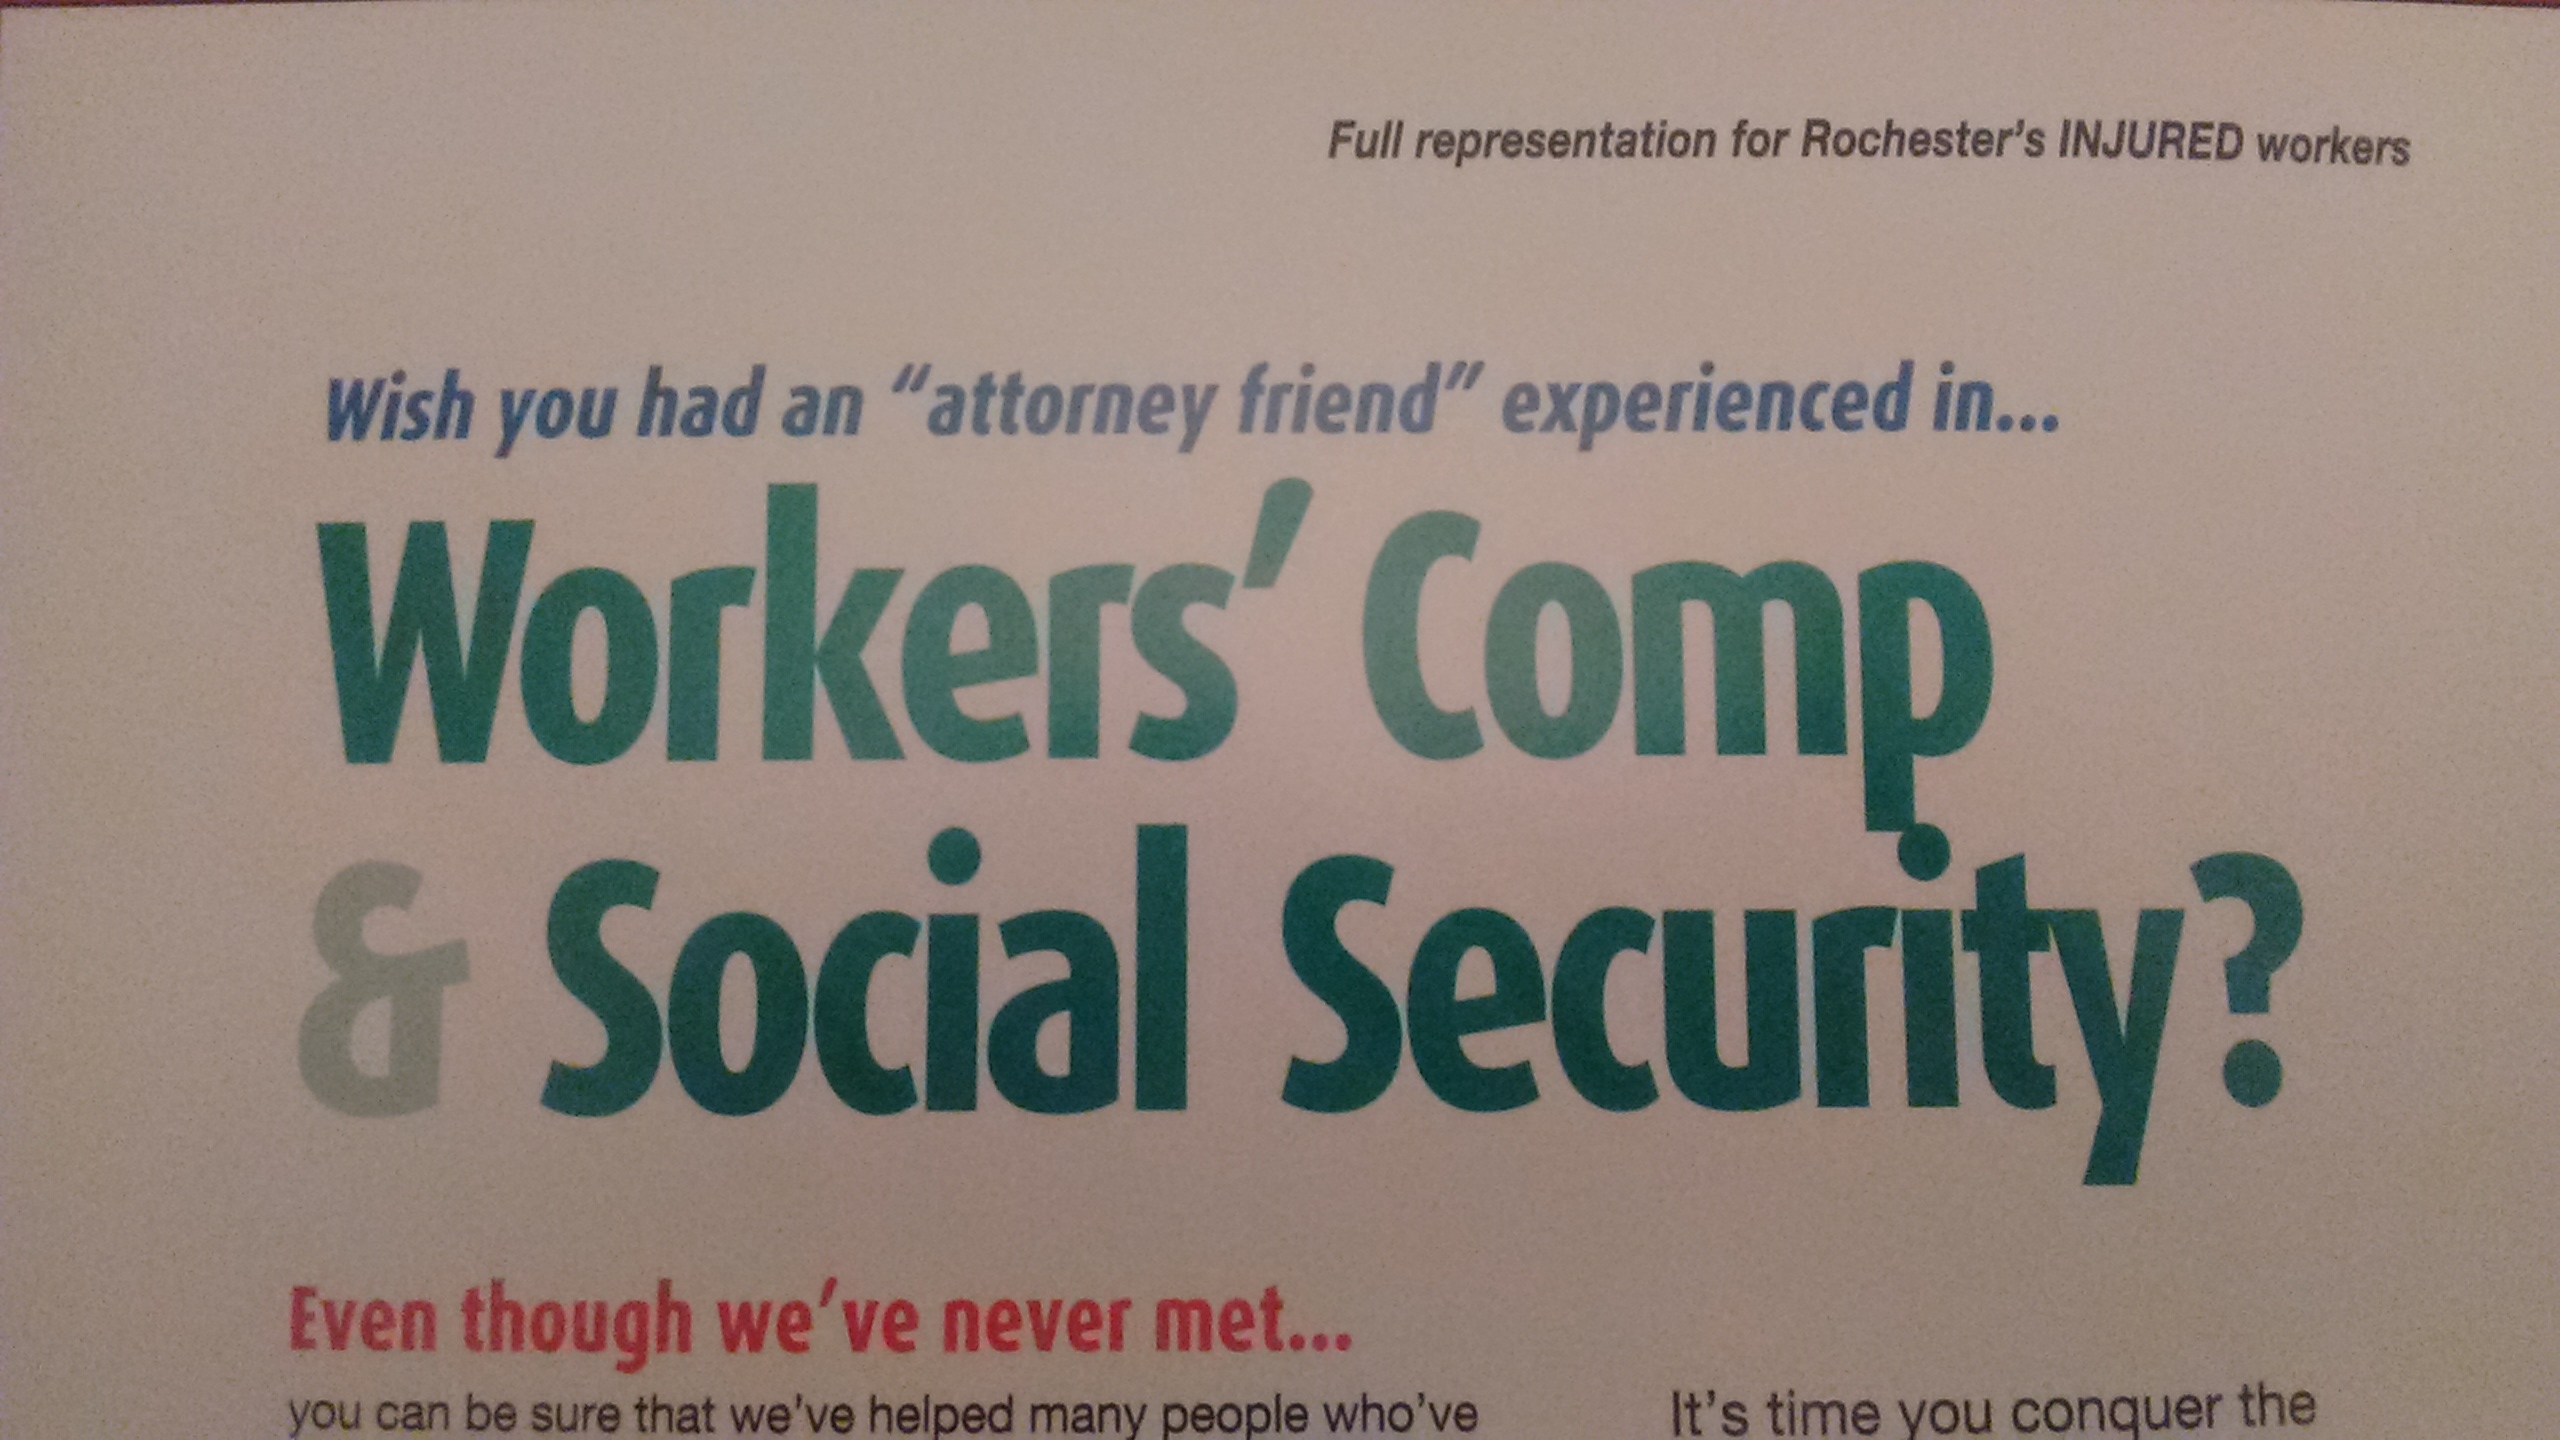 Full representation for Rochester's INJURED workers
Wish you had an “attorney friend” experienced in...
Workers’ Comp
& Social Security?
Even though we’ve never met...
you can be sure that we've helped many people who've
It's time you conquer the